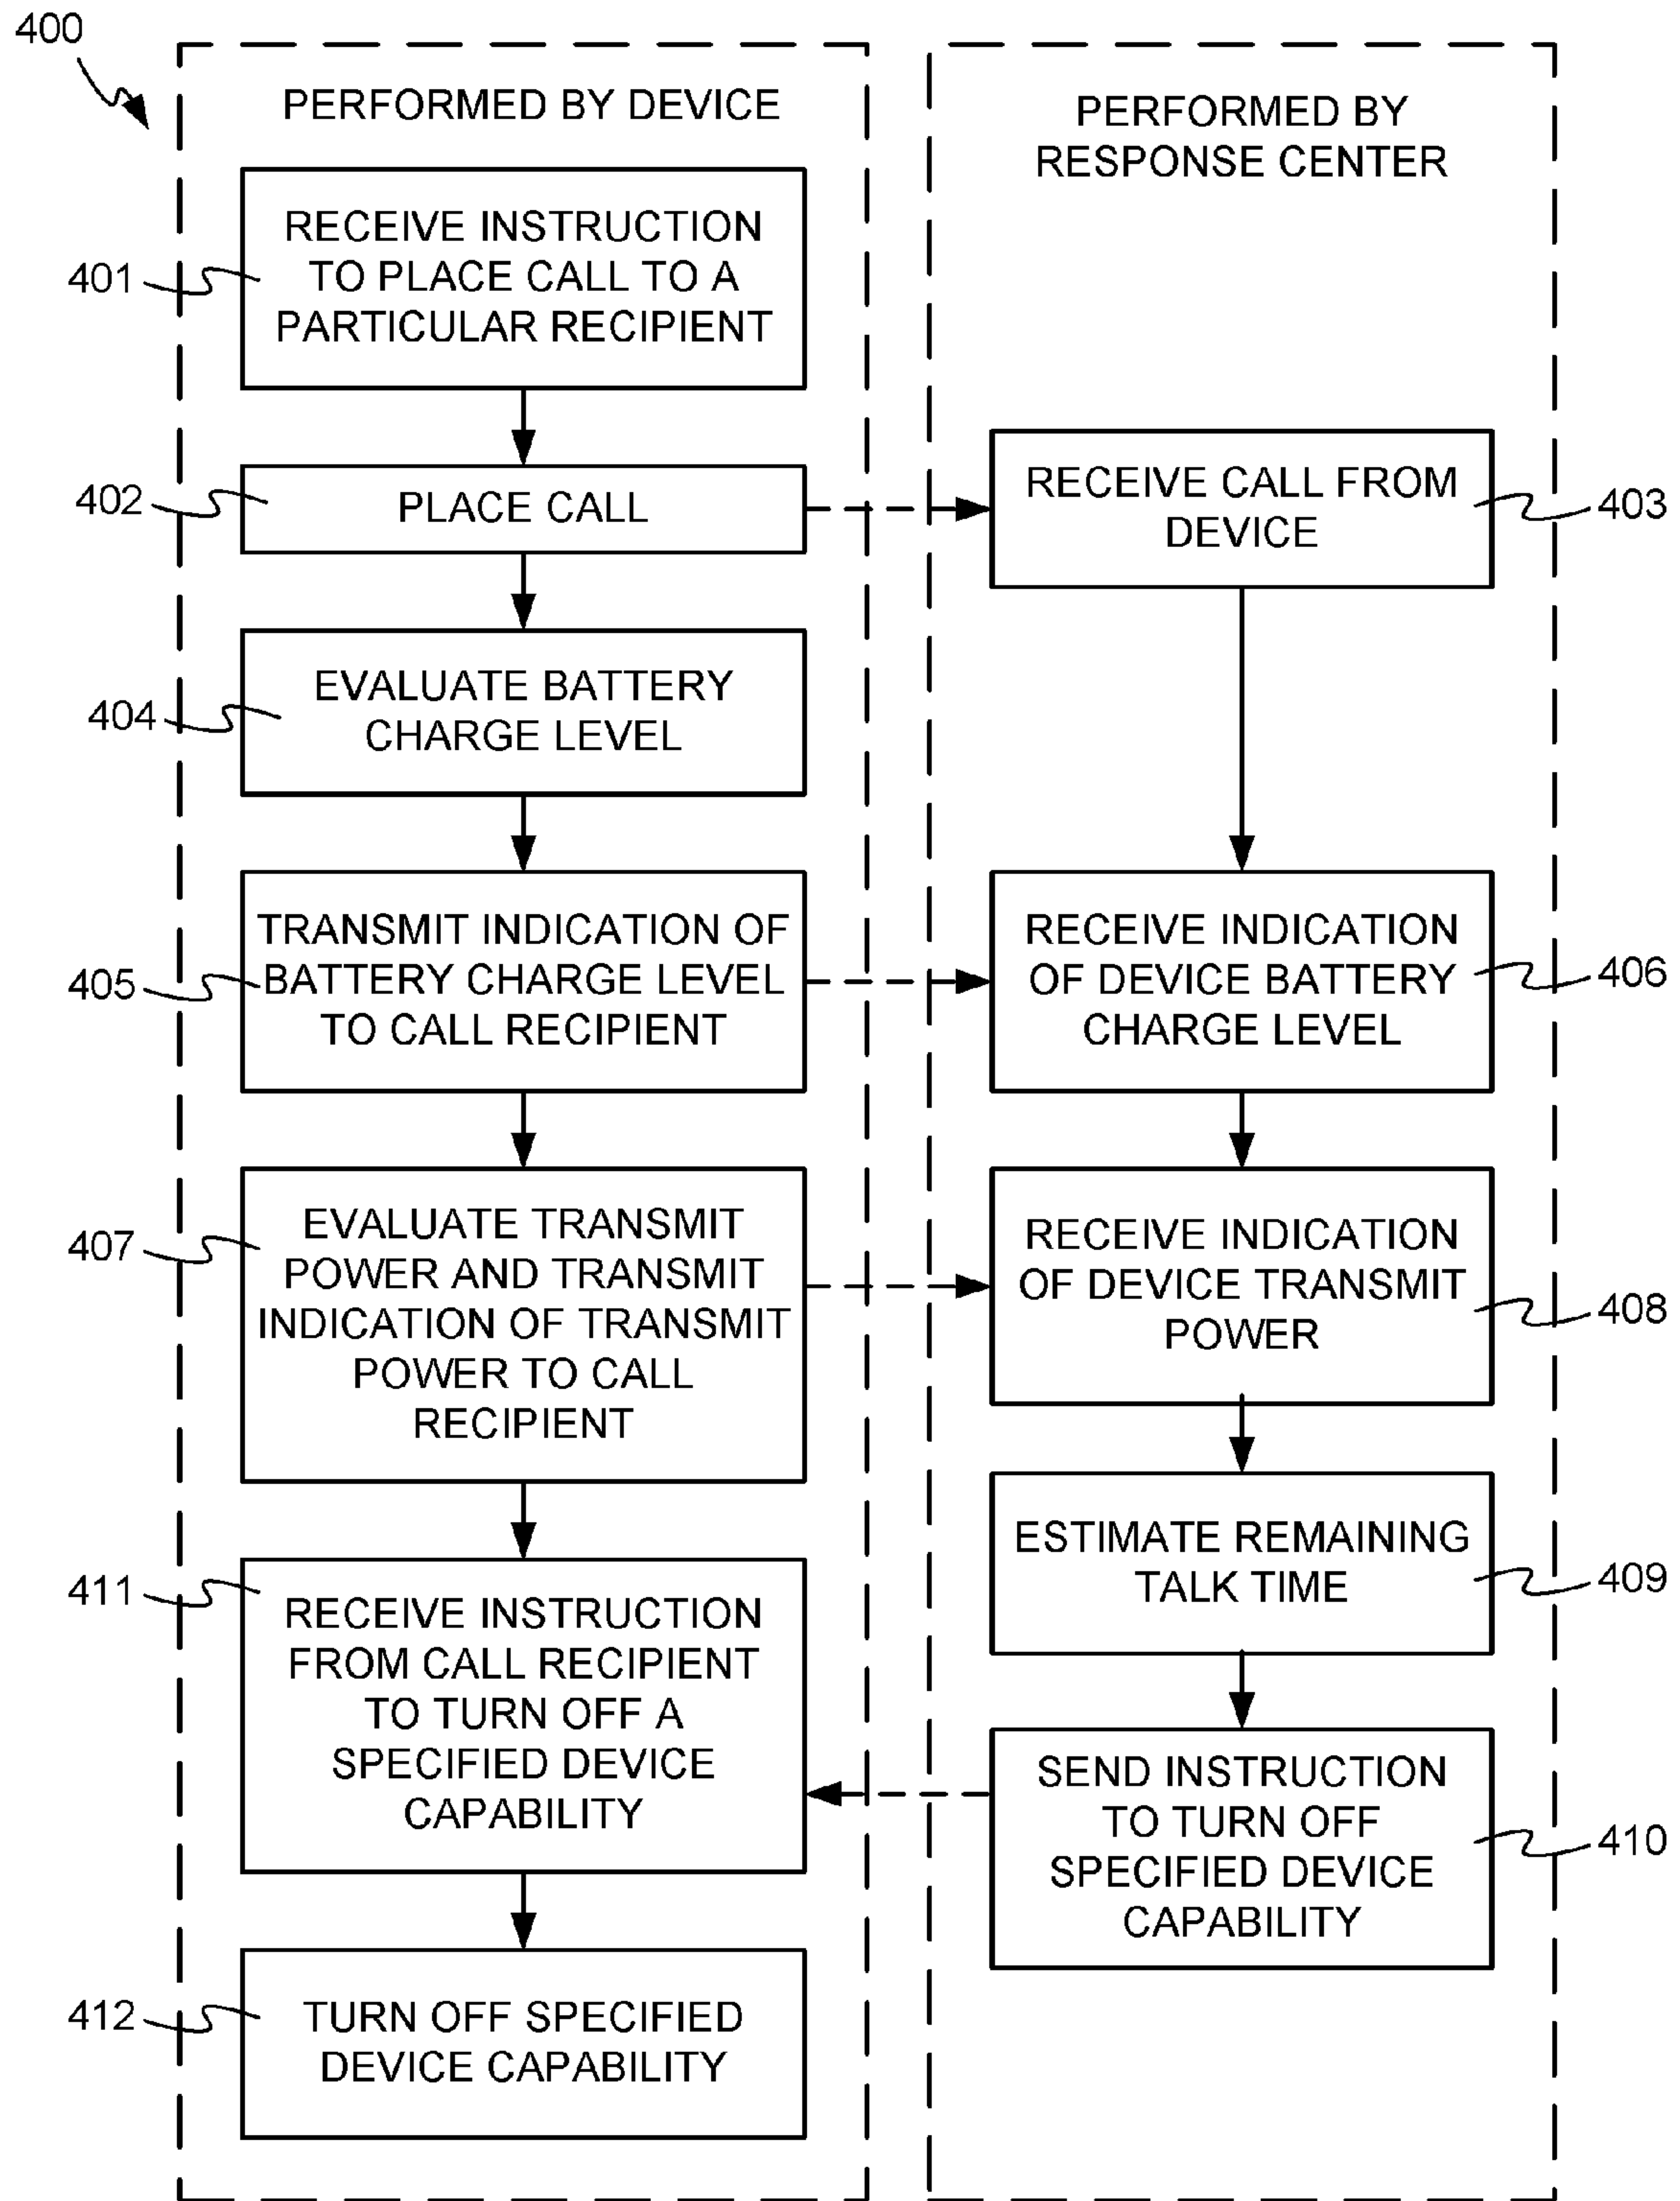 400
PERFORMED BY DEVICE
401
RECEIVE INSTRUCTION
TO PLACE CALL TO A
PARTICULAR RECIPIENT
402
PLACE CALL
404
EVALUATE BATTERY
CHARGE LEVEL
405
TRANSMIT INDICATION OF
BATTERY CHARGE LEVEL
TO CALL RECIPIENT
407
EVALUATE TRANSMIT
POWER AND TRANSMIT
INDICATION OF TRANSMIT
POWER TO CALL
RECIPIENT
411
RECEIVE INSTRUCTION
FROM CALL RECIPIENT
TO TURN OFF A
SPECIFIED DEVICE
CAPABILITY
412
TURN OFF SPECIFIED
DEVICE CAPABILITY
PERFORMED BY
RESPONSE CENTER
RECEIVE CALL FROM
DEVICE
403
RECEIVE INDICATION
OF DEVICE BATTERY
CHARGE LEVEL
406
RECEIVE INDICATION
OF DEVICE TRANSMIT
POWER
408
ESTIMATE REMAINING
TALK TIME
409
SEND INSTRUCTION
TO TURN OFF
SPECIFIED DEVICE
CAPABILITY
410